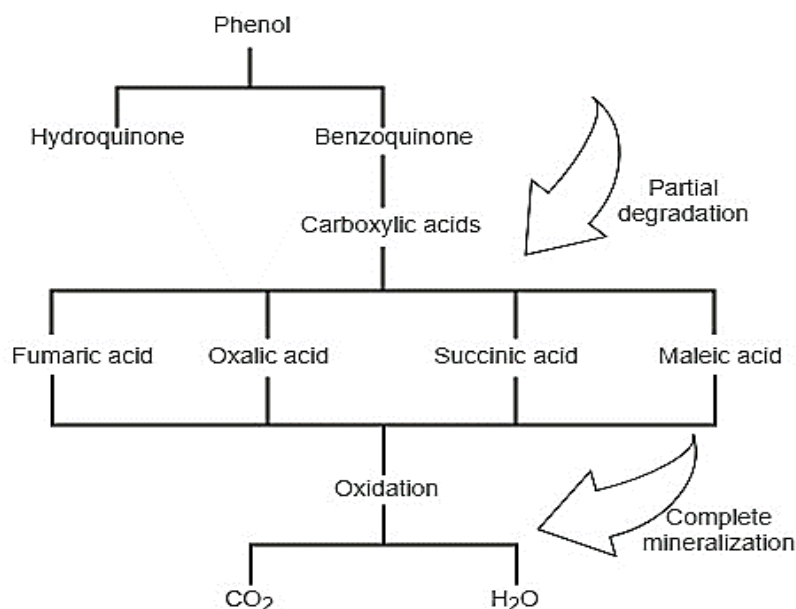 Phenol
Hydroquinone
Benzoquinone
Carboxylic acids
Partial
degradation
Fumaric acid
Oxalic acid
Succinic acid
Maleic acid
Oxidation
Complete
mineralization
CO₂
H₂O